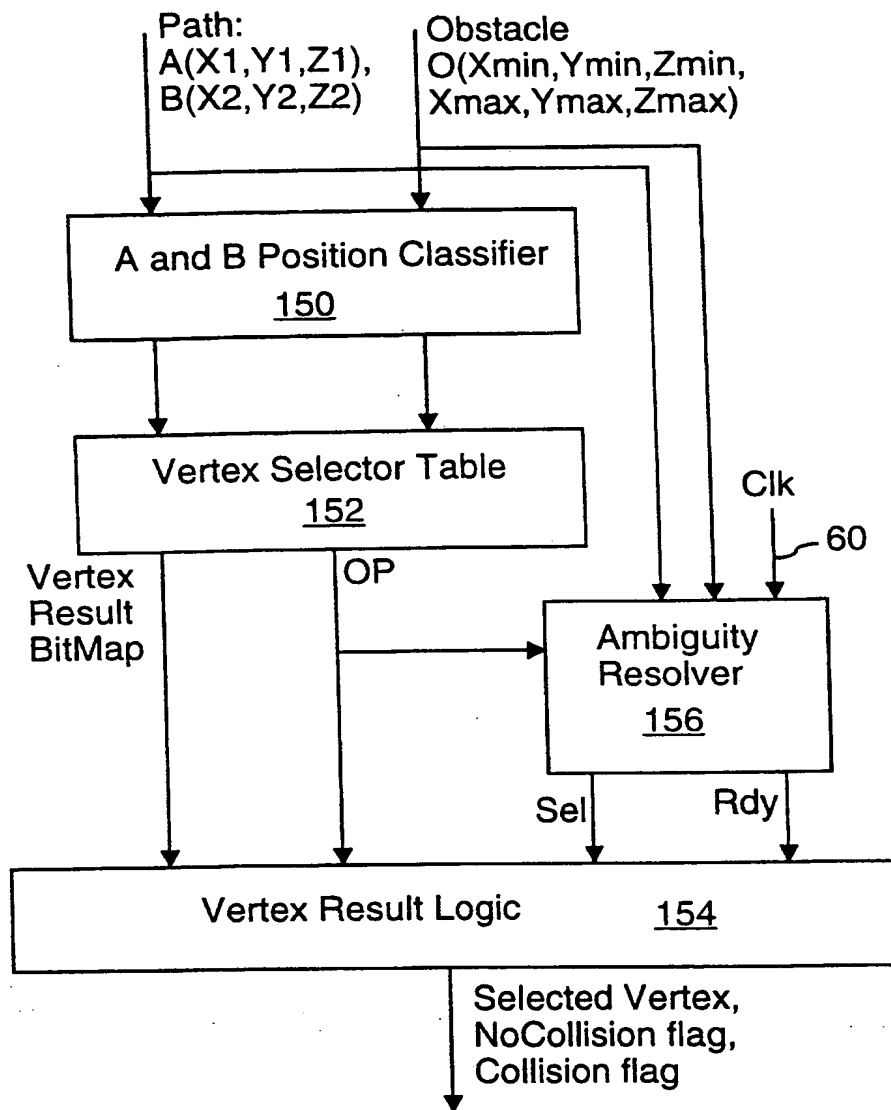 Path:
A(X1,Y1,Z1),
B(X2,Y2,Z2)
Obstacle
O(Xmin,Ymin,Zmin,
Xmax,Ymax,Zmax)
A and B Position Classifier
150
Vertex Selector Table
152
Clk
60
Vertex
Result
BitMap
OP
Ambiguity
Resolver
156
Sel
Rdy
Vertex Result Logic 154
Selected Vertex,
NoCollision flag,
Collision flag